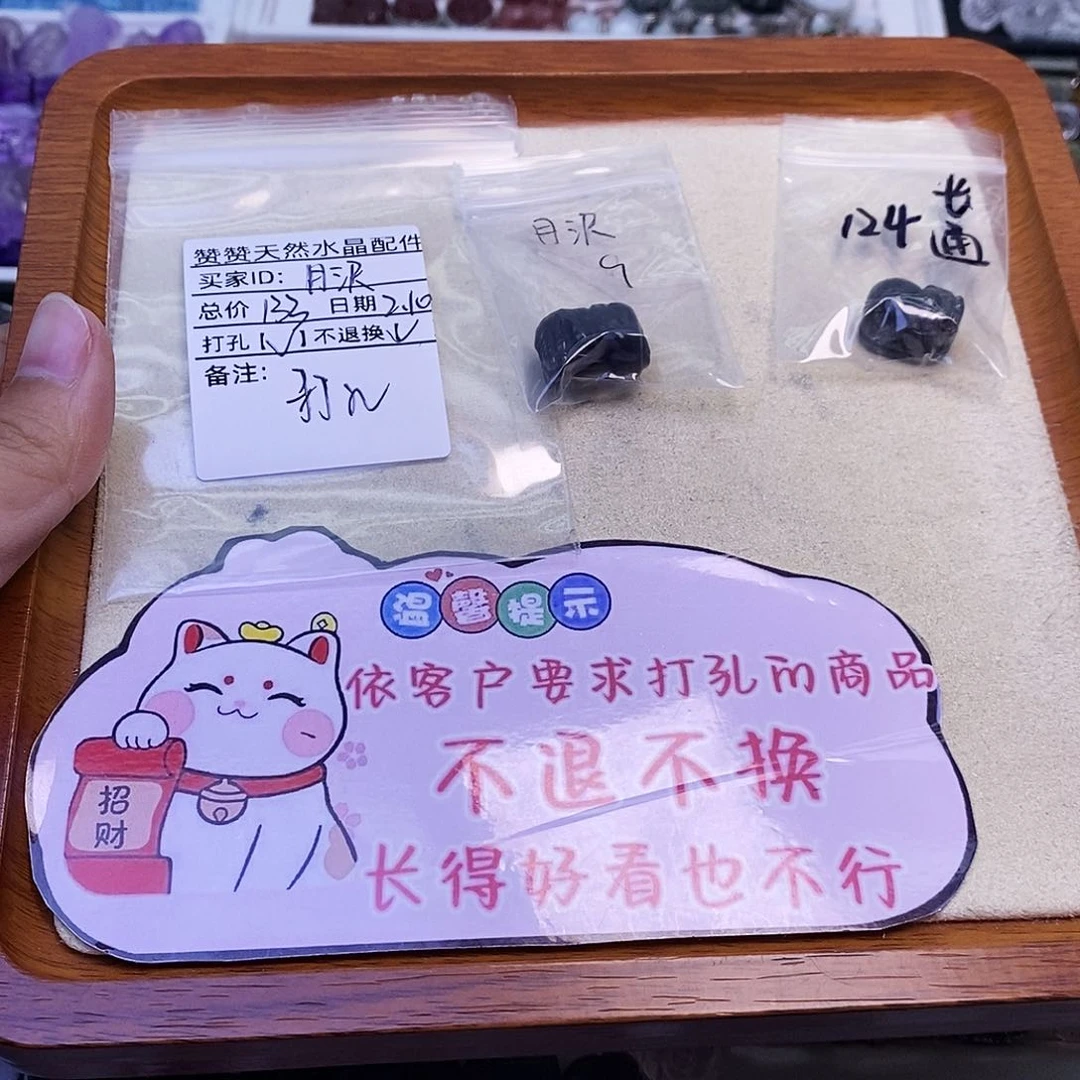 赞赞天然水晶配件
买家ID: 月沢
总价 133 日期 2.10
打孔【√】不退换√
备注:
打孔
月沢
9
124 长通
温馨提示
依客户要求打孔的商品
不退不换
长得好看也不行
招财